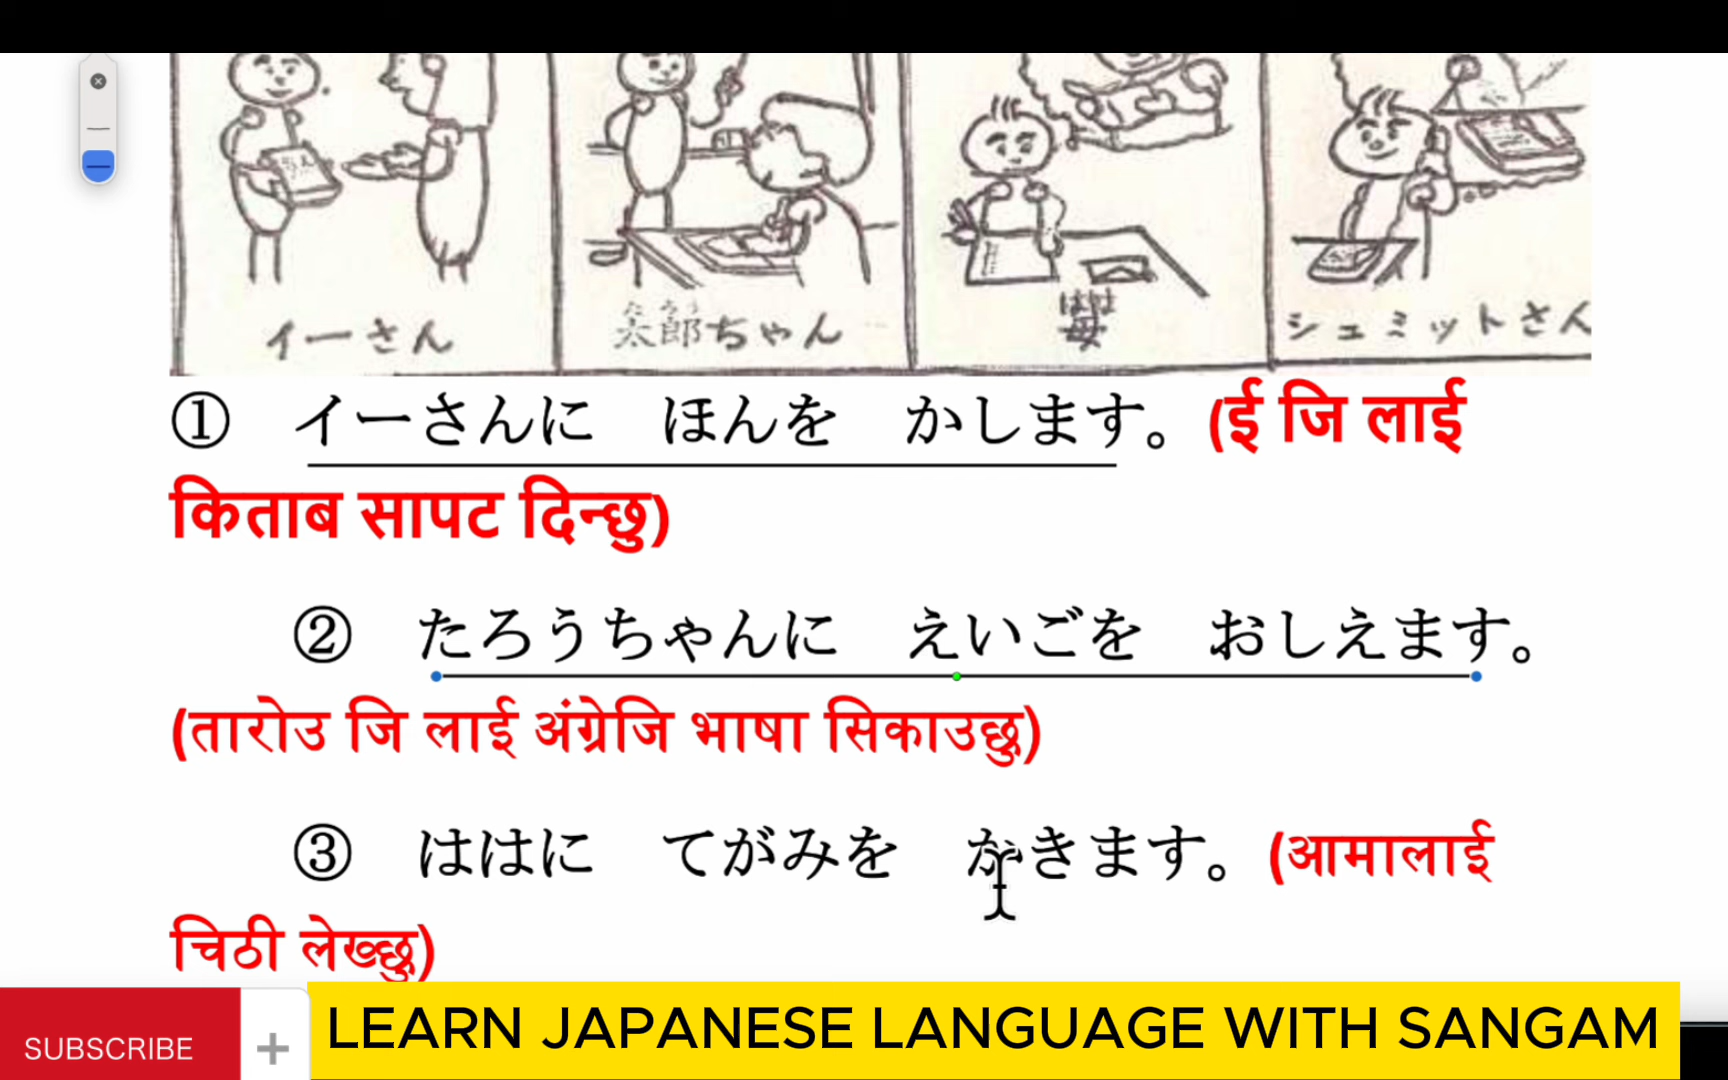 イーさん
太郎ちゃん
はは
母
シュミットさん
① イーさんに ほんを かします。(ई जि लाई
किताब सापट दिन्छु)
② たろうちゃんに えいごを おしえます。
(तारोउ जि लाई अंग्रेजि भाषा सिकाउछु)
③ ははに てがみを かきます。(आमालाई
चिठी लेख्छु)
SUBSCRIBE
LEARN JAPANESE LANGUAGE WITH SANGAM